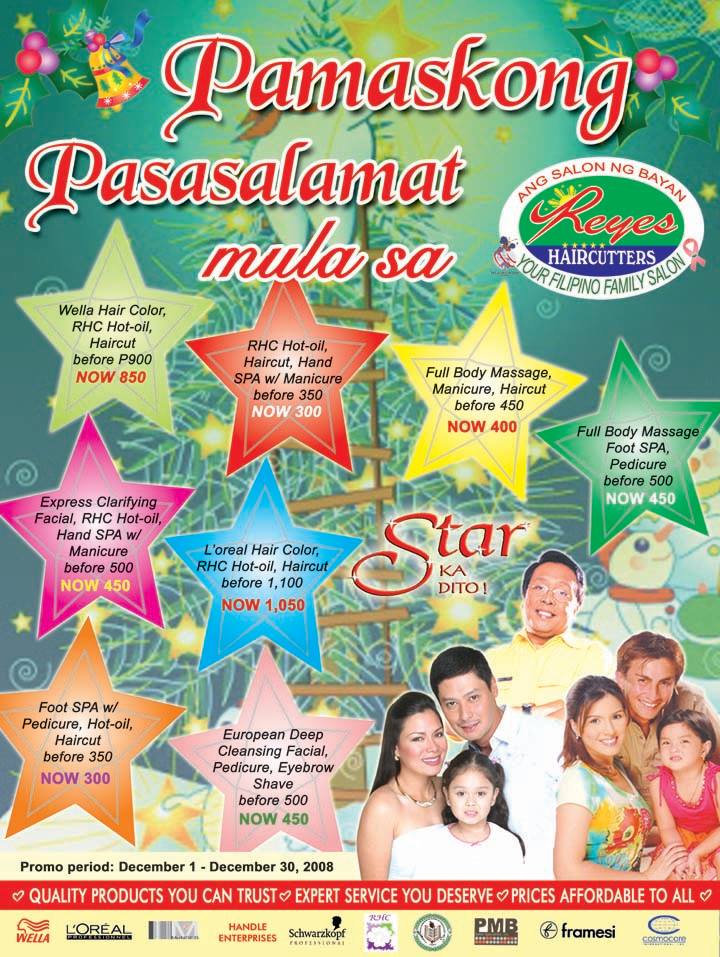 Pamaskong
Pasasalamat
mula sa
ANG SALON NG BAYAN
Reyes
HAIRCUTTERS
YOUR FILIPINO FAMILY SALON
Wella Hair Color,
RHC Hot-oil,
Haircut
before P900
NOW 850
RHC Hot-oil,
Haircut, Hand
SPA w/ Manicure
before 350
NOW 300
Full Body Massage,
Manicure, Haircut
before 450
NOW 400
Full Body Massage
Foot SPA,
Pedicure
before 500
NOW 450
Express Clarifying
Facial, RHC Hot-oil,
Hand SPA w/
Manicure
before 500
NOW 450
L'oreal Hair Color,
RHC Hot-oil, Haircut
before 1,100
NOW 1,050
Star
KA
DITO!
Foot SPA w/
Pedicure, Hot-oil,
Haircut
before 350
NOW 300
European Deep
Cleansing Facial,
Pedicure, Eyebrow
Shave
before 500
NOW 450
Promo period: December 1 - December 30, 2008
QUALITY PRODUCTS YOU CAN TRUST EXPERT SERVICE YOU DESERVE PRICES AFFORDABLE TO ALL
WELLA
L'ORÉAL
PROFESSIONNEL
HANDLE
ENTERPRISES
Schwarzkopf
PROFESSIONAL
RHC
PMB
framesi
cosmocare